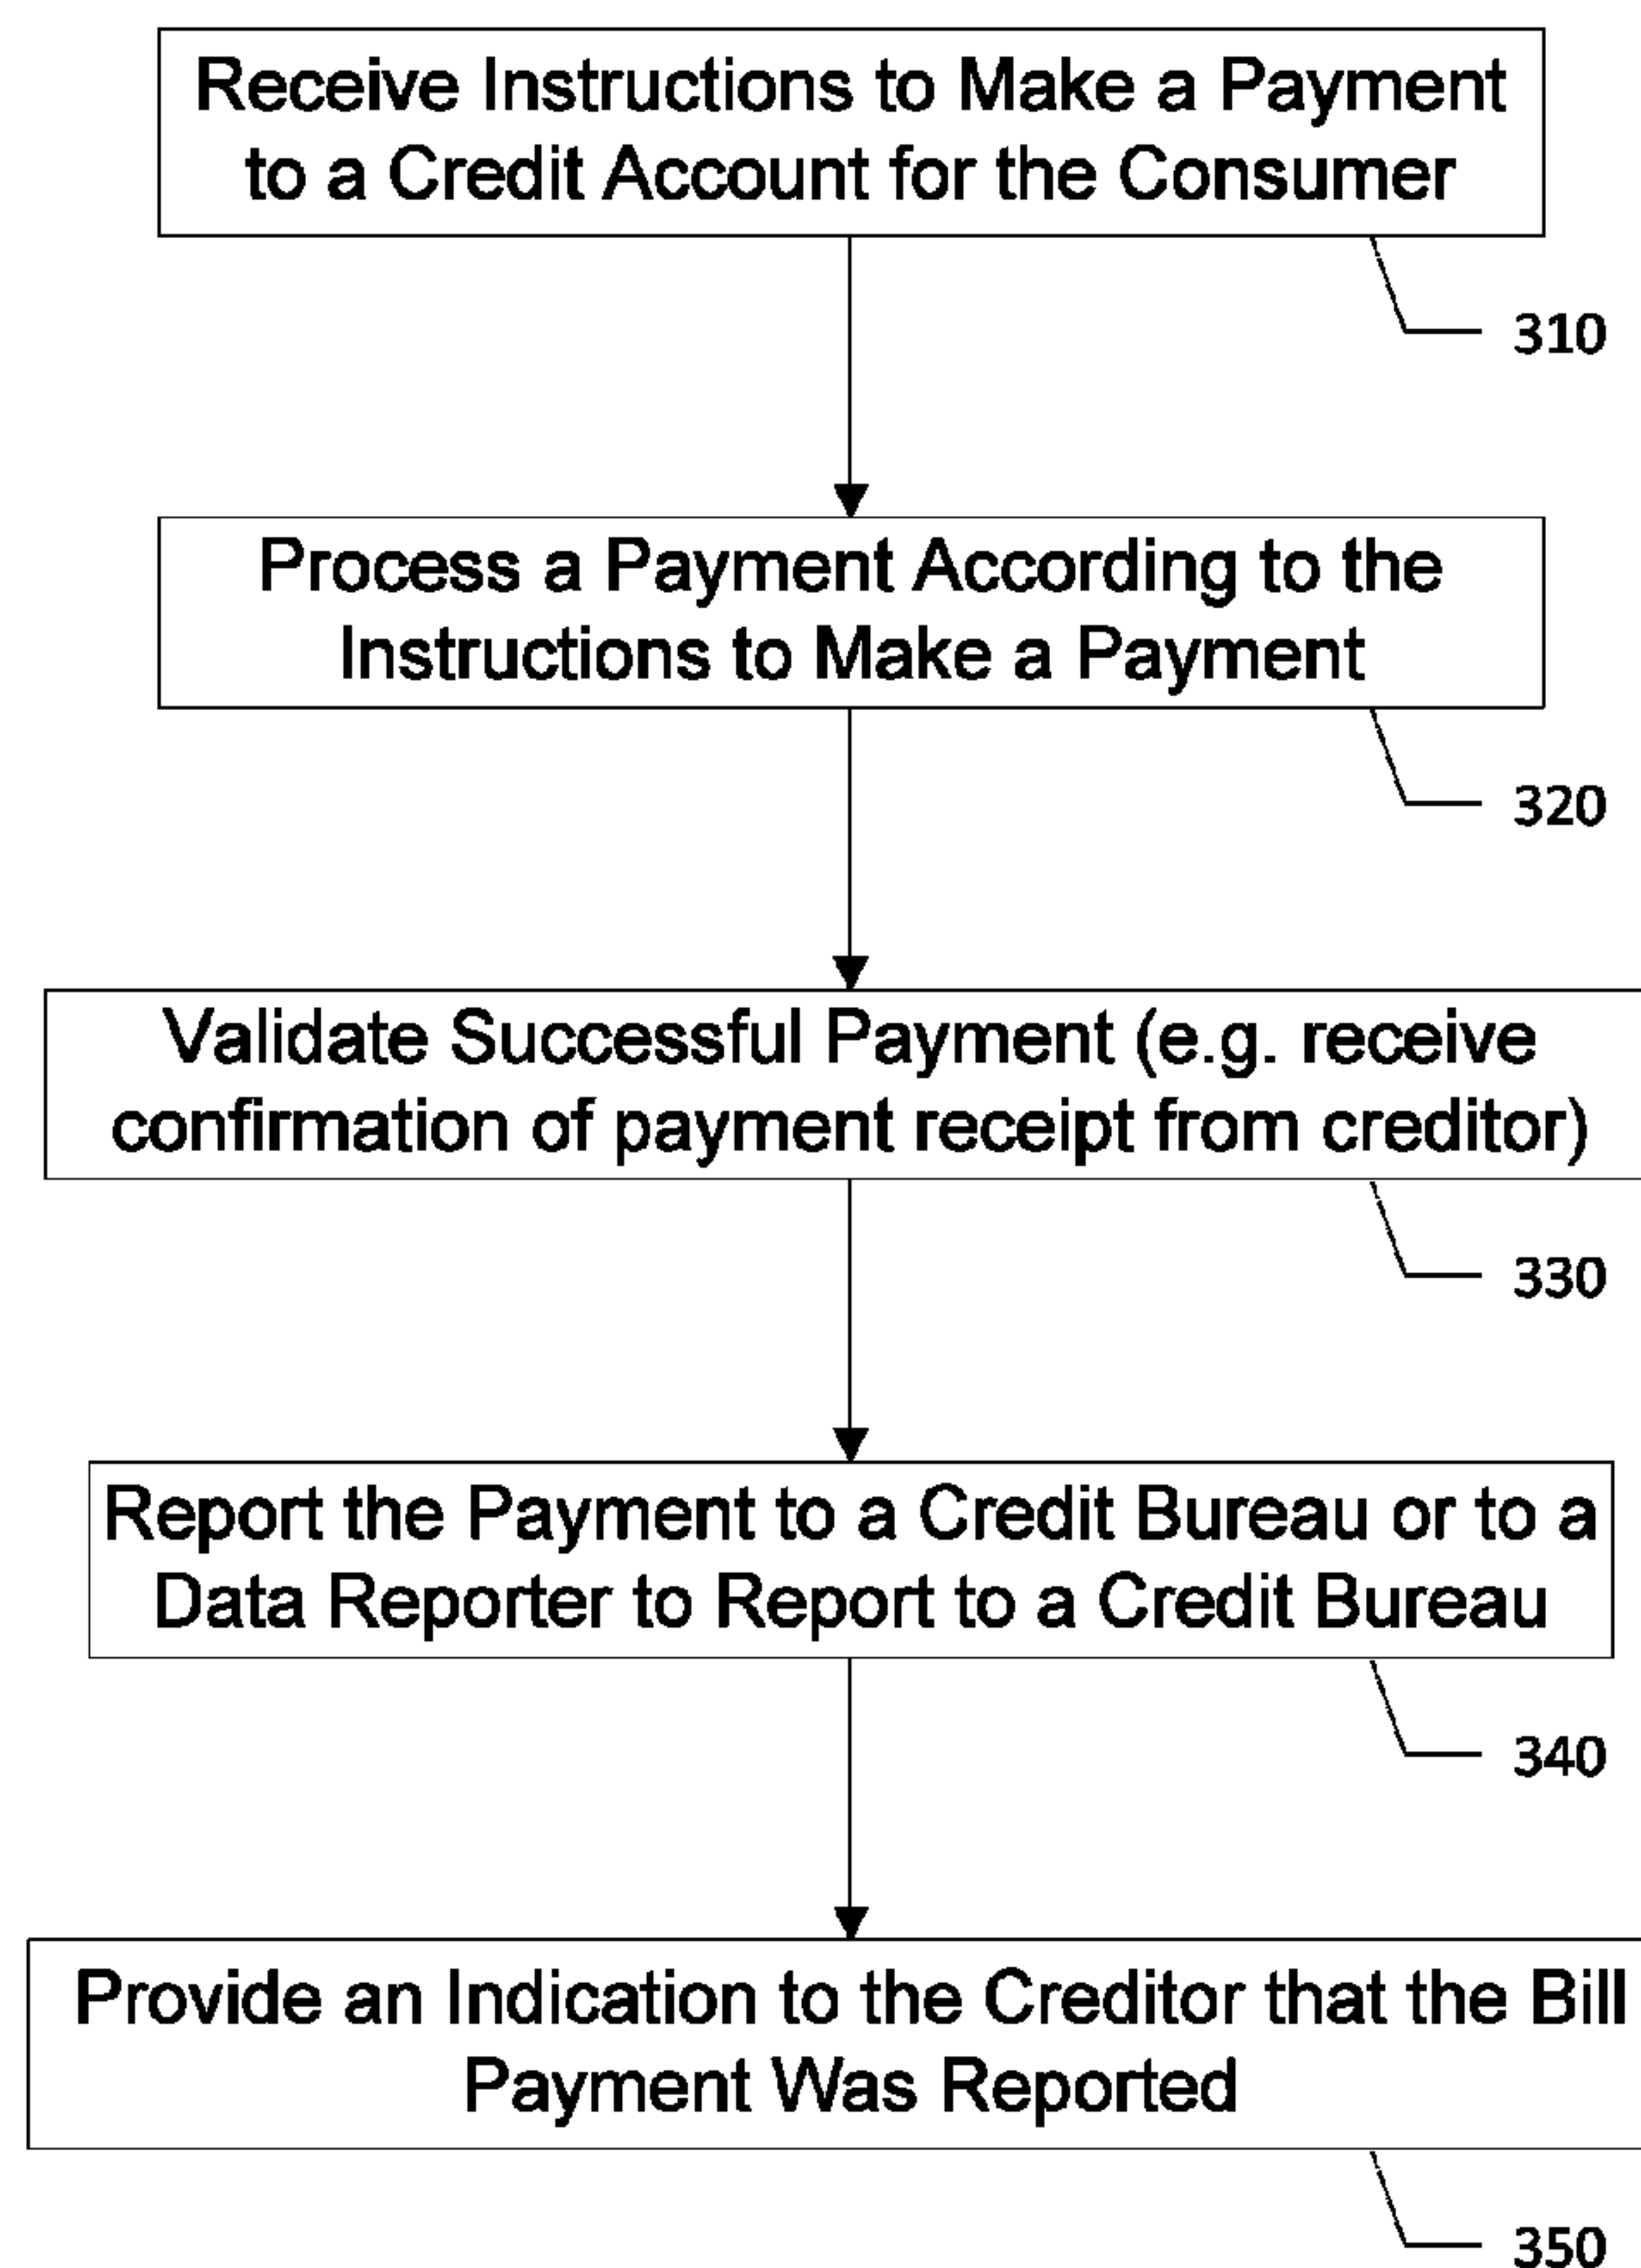 Receive Instructions to Make a Payment
to a Credit Account for the Consumer
310
Process a Payment According to the
Instructions to Make a Payment
320
Validate Successful Payment (e.g. receive
confirmation of payment receipt from creditor)
330
Report the Payment to a Credit Bureau or to a
Data Reporter to Report to a Credit Bureau
340
Provide an Indication to the Creditor that the Bill
Payment Was Reported
350